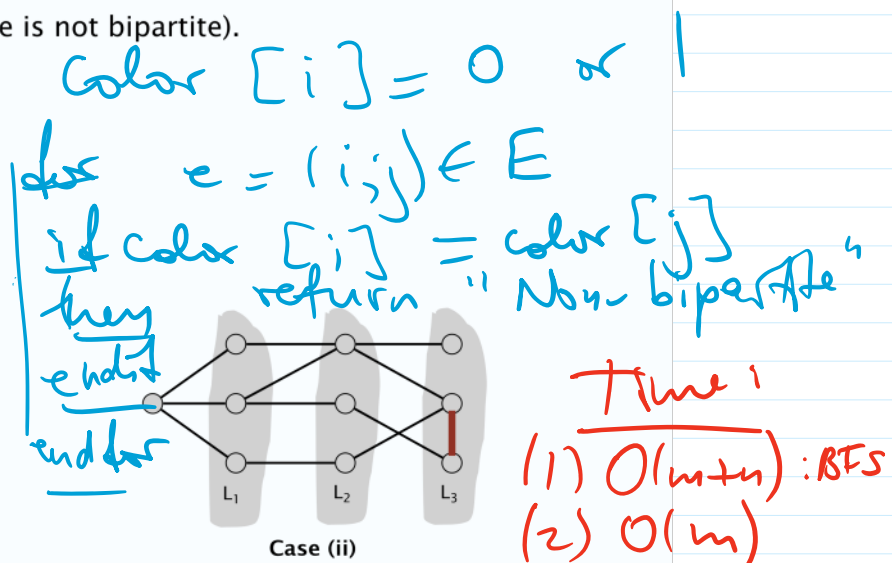 e is not bipartite).
Color [i] = 0 or 1
for e = (i,j) ∈ E
if color [i] = color [j]
then return "Non-bipartite"
endif
endfor
L1 L2 L3
Case (ii)
Time:
(1) O(m+n) : BFS
(2) O(m)